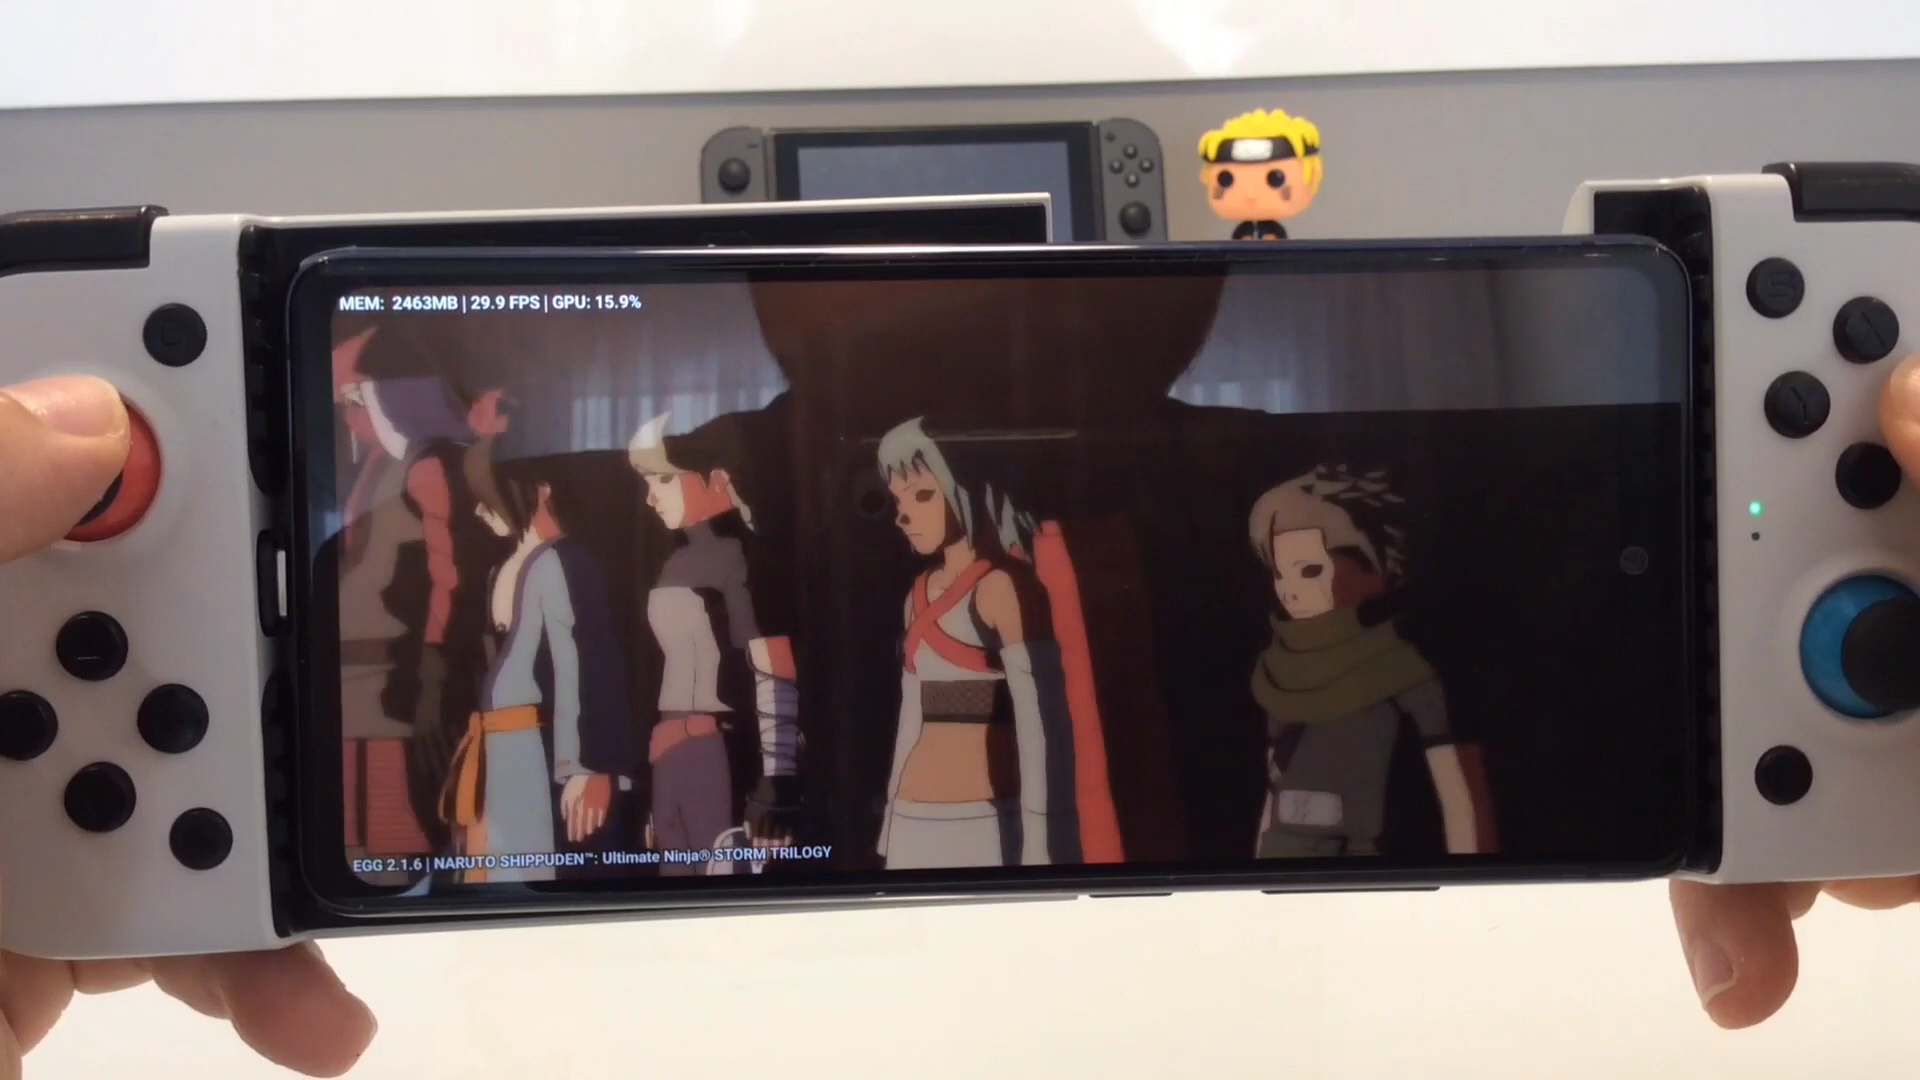 MEM: 2463MB | 29.9 FPS | GPU: 15.9%
S
Y
EGG 2.1.6 | NARUTO SHIPPUDEN™: Ultimate Ninja® STORM TRILOGY